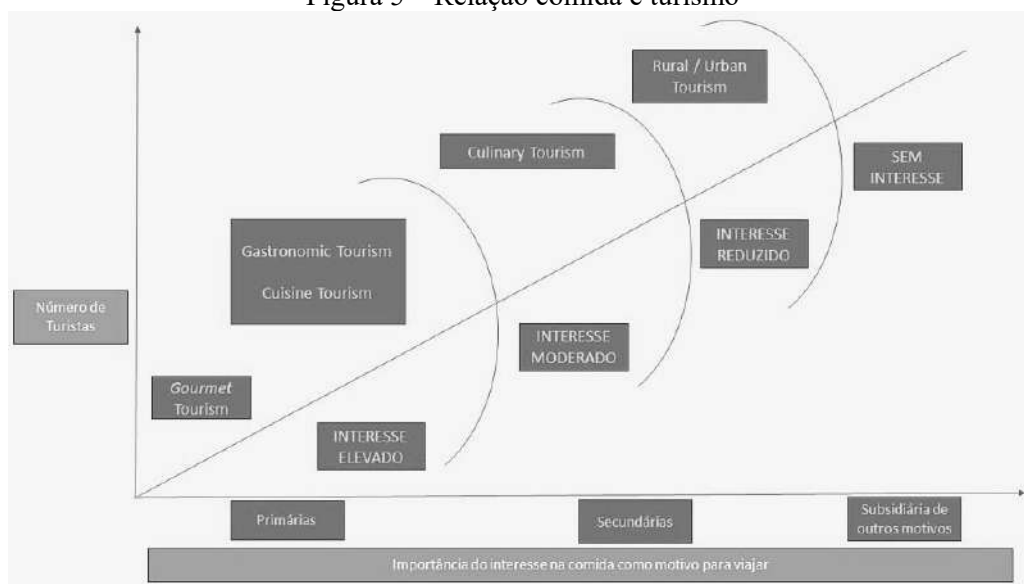 Figura 5 – Relação comida e turismo
Rural / Urban
Tourism
Culinary Tourism
SEM
INTERESSE
Gastronomic Tourism
Cuisine Tourism
INTERESSE
REDUZIDO
Número de
Turistas
INTERESSE
MODERADO
Gourmet
Tourism
INTERESSE
ELEVADO
Primárias
Secundárias
Subsidiária de
outros motivos
Importância do interesse na comida como motivo para viajar